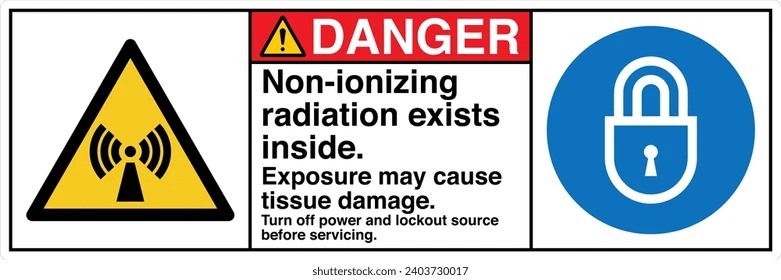 DANGER
Non-ionizing
radiation exists
inside.
Exposure may cause
tissue damage.
Turn off power and lockout source
before servicing.
shutterstock.com · 2403730017